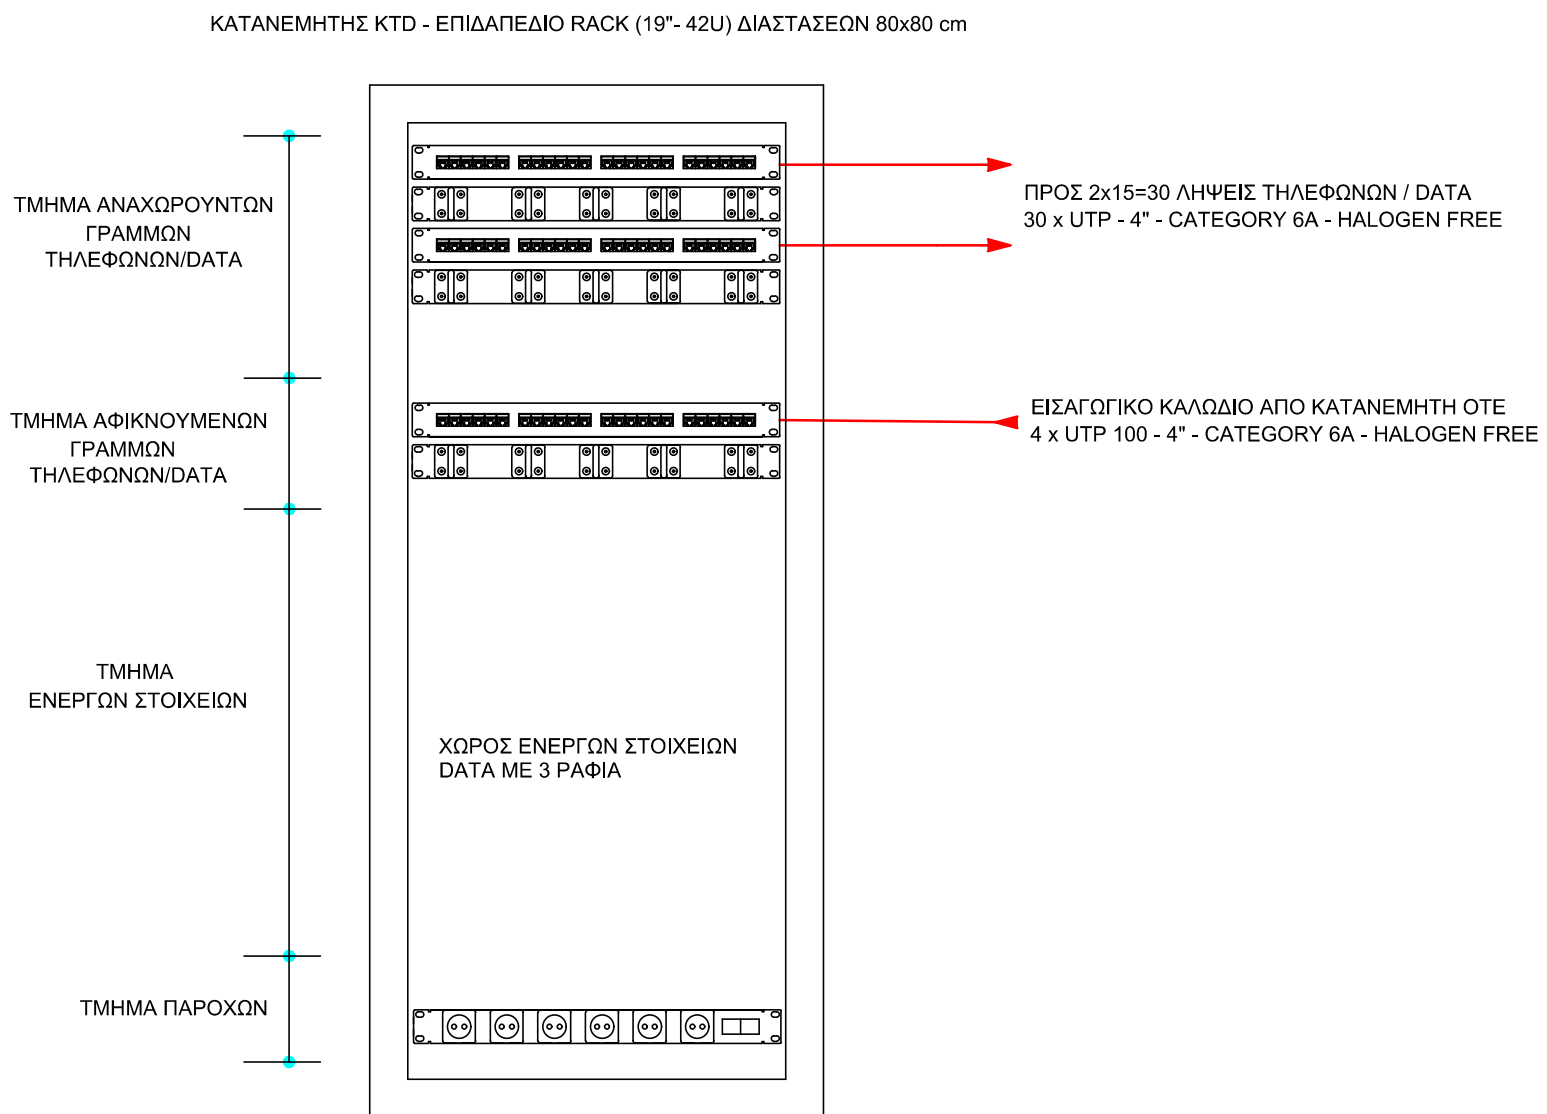 ΚΑΤΑΝΕΜΗΤΗΣ KTD - ΕΠΙΔΑΠΕΔΙΟ RACK (19"- 42U) ΔΙΑΣΤΑΣΕΩΝ 80x80 cm
ΤΜΗΜΑ ΑΝΑΧΩΡΟΥΝΤΩΝ
ΓΡΑΜΜΩΝ
ΤΗΛΕΦΩΝΩΝ/DATA
ΠΡΟΣ 2x15=30 ΛΗΨΕΙΣ ΤΗΛΕΦΩΝΩΝ / DATA
30 x UTP - 4" - CATEGORY 6A - HALOGEN FREE
ΤΜΗΜΑ ΑΦΙΚΝΟΥΜΕΝΩΝ
ΓΡΑΜΜΩΝ
ΤΗΛΕΦΩΝΩΝ/DATA
ΕΙΣΑΓΩΓΙΚΟ ΚΑΛΩΔΙΟ ΑΠΟ ΚΑΤΑΝΕΜΗΤΗ ΟΤΕ
4 x UTP 100 - 4" - CATEGORY 6A - HALOGEN FREE
ΤΜΗΜΑ
ΕΝΕΡΓΩΝ ΣΤΟΙΧΕΙΩΝ
ΧΩΡΟΣ ΕΝΕΡΓΩΝ ΣΤΟΙΧΕΙΩΝ
DATA ΜΕ 3 ΡΑΦΙΑ
ΤΜΗΜΑ ΠΑΡΟΧΩΝ